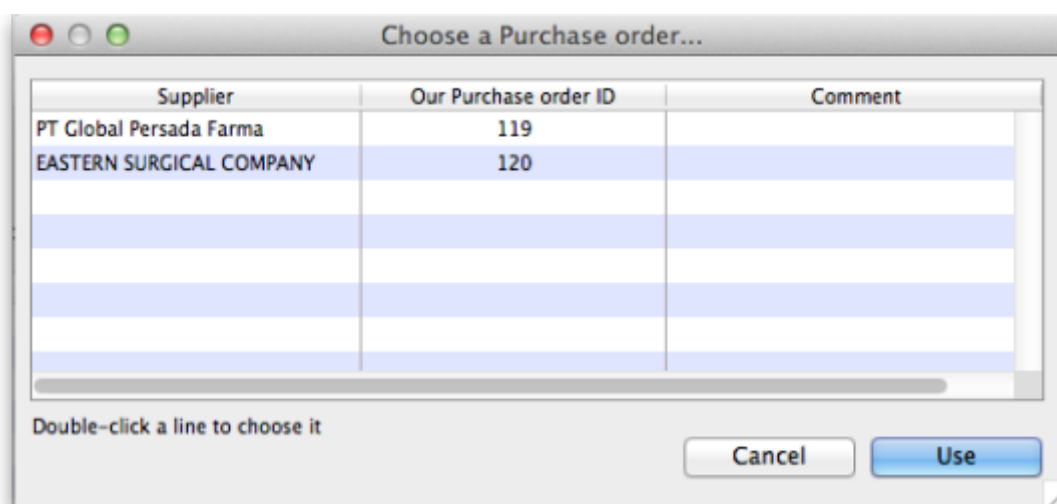 Choose a Purchase order...
Supplier Our Purchase order ID Comment
PT Global Persada Farma 119
EASTERN SURGICAL COMPANY 120
Double-click a line to choose it
Cancel Use